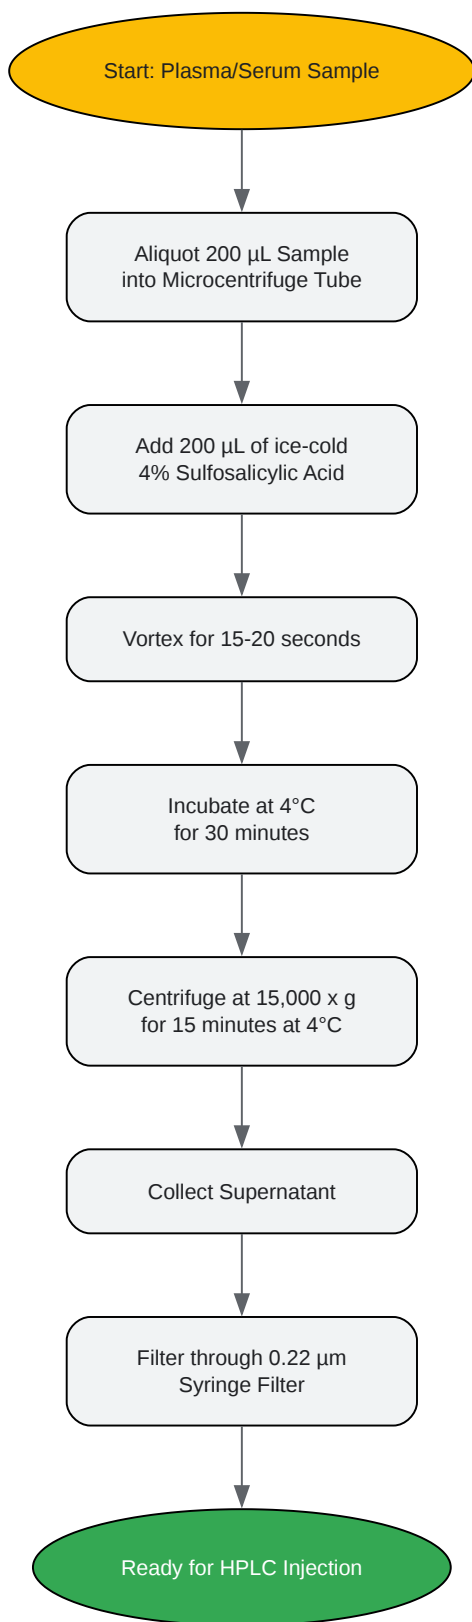 Start: Plasma/Serum Sample
Aliquot 200 µL Sample
into Microcentrifuge Tube
Add 200 µL of ice-cold
4% Sulfosalicylic Acid
Vortex for 15-20 seconds
Incubate at 4°C
for 30 minutes
Centrifuge at 15,000 x g
for 15 minutes at 4°C
Collect Supernatant
Filter through 0.22 µm
Syringe Filter
Ready for HPLC Injection